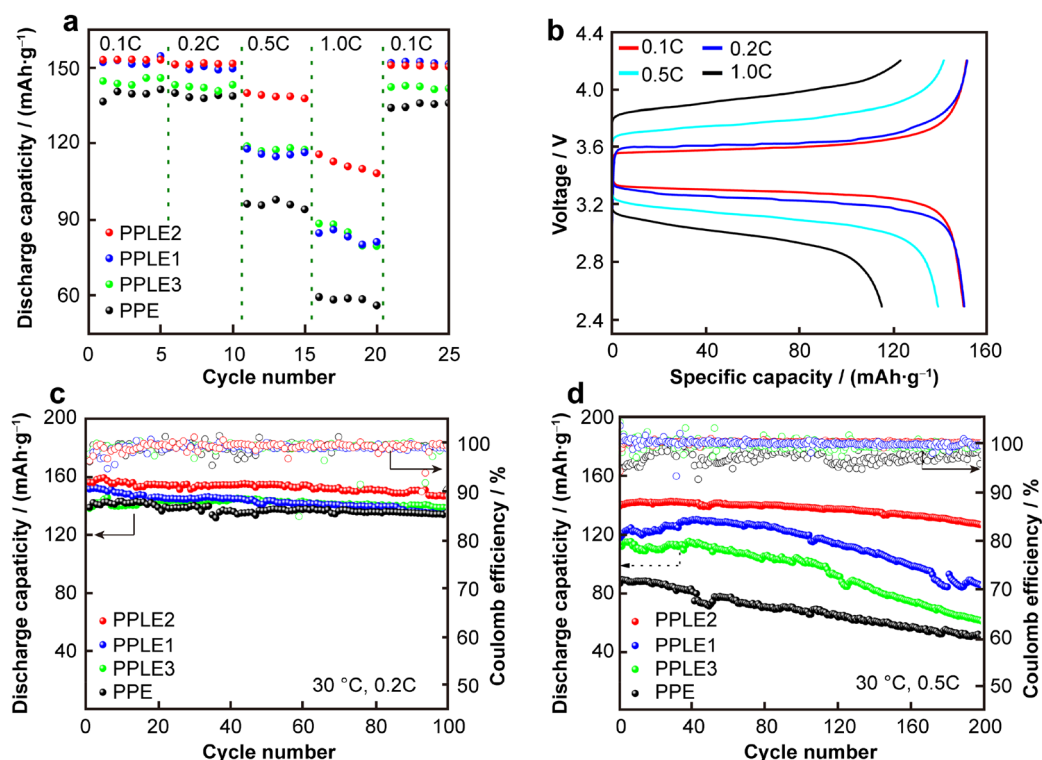 a
0.1C 0.2C 0.5C 1.0C 0.1C
150
120
90
60
Discharge capacity / (mAh·g⁻¹)
PPLE2
PPLE1
PPLE3
PPE
0 5 10 15 20 25
Cycle number
b
4.4
4.0
3.6
3.2
2.8
2.4
Voltage / V
0.1C 0.2C
0.5C 1.0C
0 40 80 120 160
Specific capacity / (mAh·g⁻¹)
c
200
160
140
120
80
40
Discharge capaticity / (mAh·g⁻¹)
100
90
80
70
60
50
Coulomb efficiency / %
PPLE2
PPLE1
PPLE3
PPE
30 °C, 0.2C
0 20 40 60 80 100
Cycle number
d
200
160
140
120
80
40
Discharge capaticity / (mAh·g⁻¹)
100
90
80
70
60
50
Coulomb efficiency / %
PPLE2
PPLE1
PPLE3
PPE
30 °C, 0.5C
0 40 80 120 160 200
Cycle number